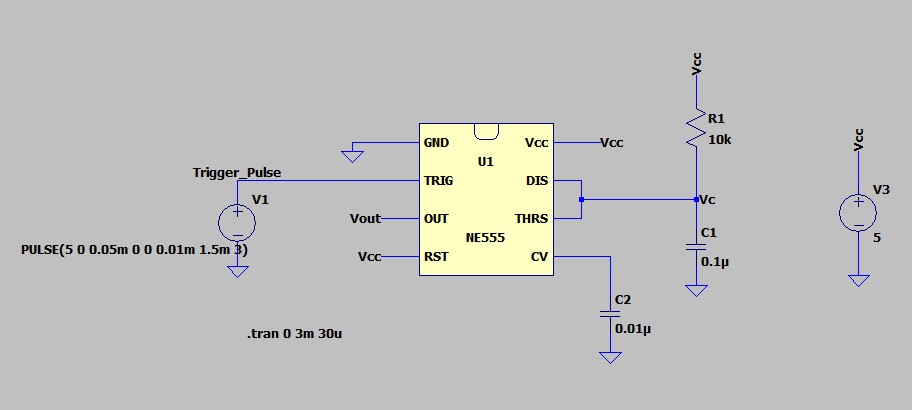 Vcc
R1
10k
GND
Vcc
Vcc
U1
Vcc
Trigger_Pulse
TRIG
DIS
V1
Vc
V3
Vout
OUT
THRS
C1
5
NE555
PULSE(5 0 0.05m 0 0 0.01m 1.5m 3)
Vcc
RST
CV
0.1µ
C2
0.01µ
.tran 0 3m 30u